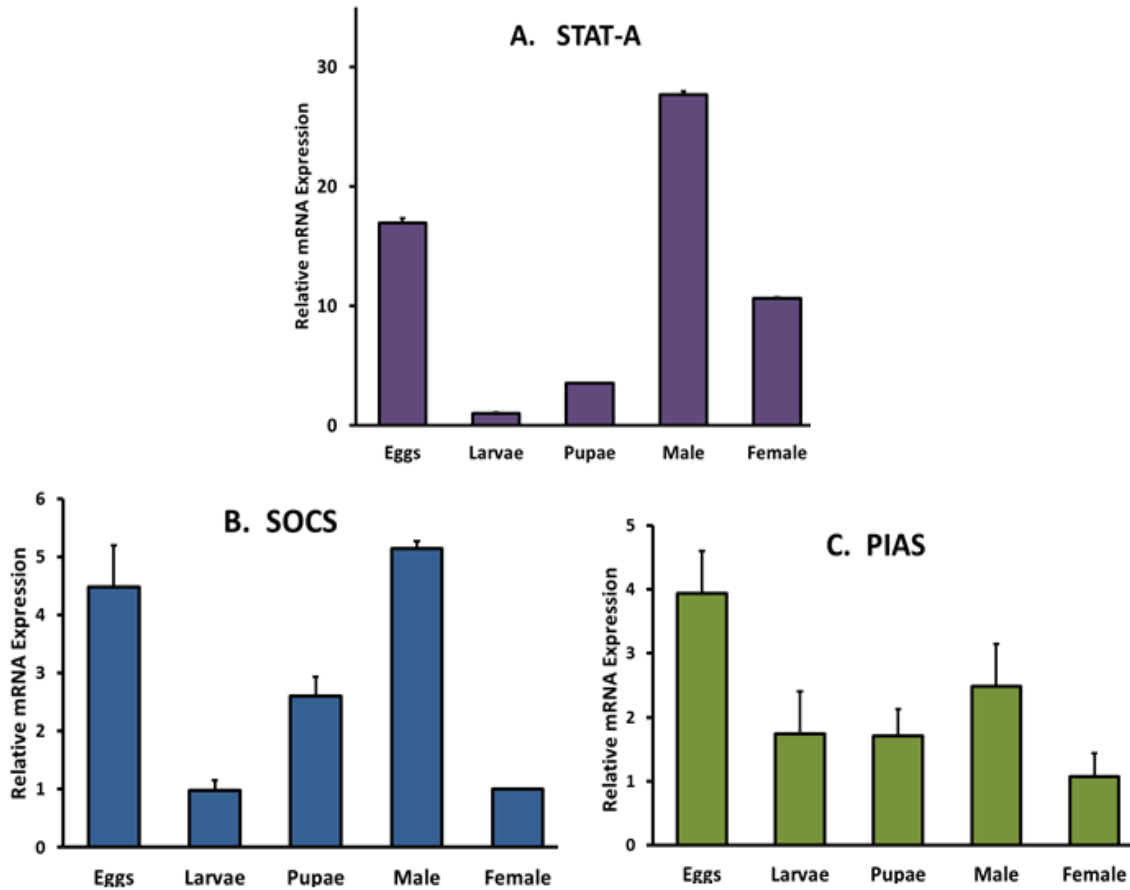 A. STAT-A
Relative mRNA Expression
30
20
10
0
Eggs Larvae Pupae Male Female
B. SOCS
Relative mRNA Expression
6
5
4
3
2
1
0
Eggs Larvae Pupae Male Female
C. PIAS
Relative mRNA Expression
5
4
3
2
1
0
Eggs Larvae Pupae Male Female